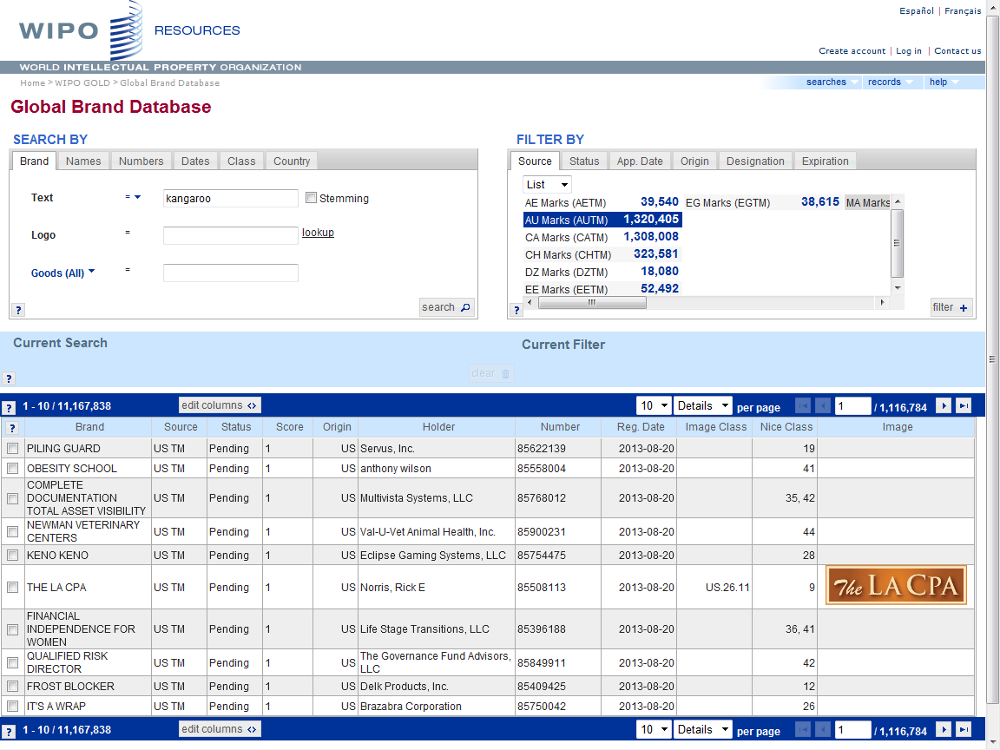 Español | Français
WIPO RESOURCES
Create account | Log in | Contact us
WORLD INTELLECTUAL PROPERTY ORGANIZATION
Home > WIPO GOLD > Global Brand Database
searches records help
Global Brand Database
SEARCH BY
Brand Names Numbers Dates Class Country
Text = kangaroo Stemming
Logo = lookup
Goods (All) =
? search
FILTER BY
Source Status App. Date Origin Designation Expiration
List
AE Marks (AETM) 39,540 EG Marks (EGTM) 38,615 MA Marks
AU Marks (AUTM) 1,320,405
CA Marks (CATM) 1,308,008
CH Marks (CHTM) 323,581
DZ Marks (DZTM) 18,080
EE Marks (EETM) 52,492
? filter +
Current Search Current Filter
? clear
? 1 - 10 / 11,167,838 edit columns <> 10 Details per page 1 / 1,116,784
? Brand Source Status Score Origin Holder Number Reg. Date Image Class Nice Class Image
PILING GUARD US TM Pending 1 US Servus, Inc. 85622139 2013-08-20 19
OBESITY SCHOOL US TM Pending 1 US anthony wilson 85558004 2013-08-20 41
COMPLETE
DOCUMENTATION
TOTAL ASSET VISIBILITY US TM Pending 1 US Multivista Systems, LLC 85768012 2013-08-20 35, 42
NEWMAN VETERINARY
CENTERS US TM Pending 1 US Val-U-Vet Animal Health, Inc. 85900231 2013-08-20 44
KENO KENO US TM Pending 1 US Eclipse Gaming Systems, LLC 85754475 2013-08-20 28
THE LA CPA US TM Pending 1 US Norris, Rick E 85508113 2013-08-20 US.26.11 9 The LA CPA
FINANCIAL
INDEPENDENCE FOR
WOMEN US TM Pending 1 US Life Stage Transitions, LLC 85396188 2013-08-20 36, 41
QUALIFIED RISK
DIRECTOR US TM Pending 1 US The Governance Fund Advisors,
LLC 85849911 2013-08-20 42
FROST BLOCKER US TM Pending 1 US Delk Products, Inc. 85409425 2013-08-20 12
IT'S A WRAP US TM Pending 1 US Brazabra Corporation 85750042 2013-08-20 26
? 1 - 10 / 11,167,838 edit columns <> 10 Details per page 1 / 1,116,784